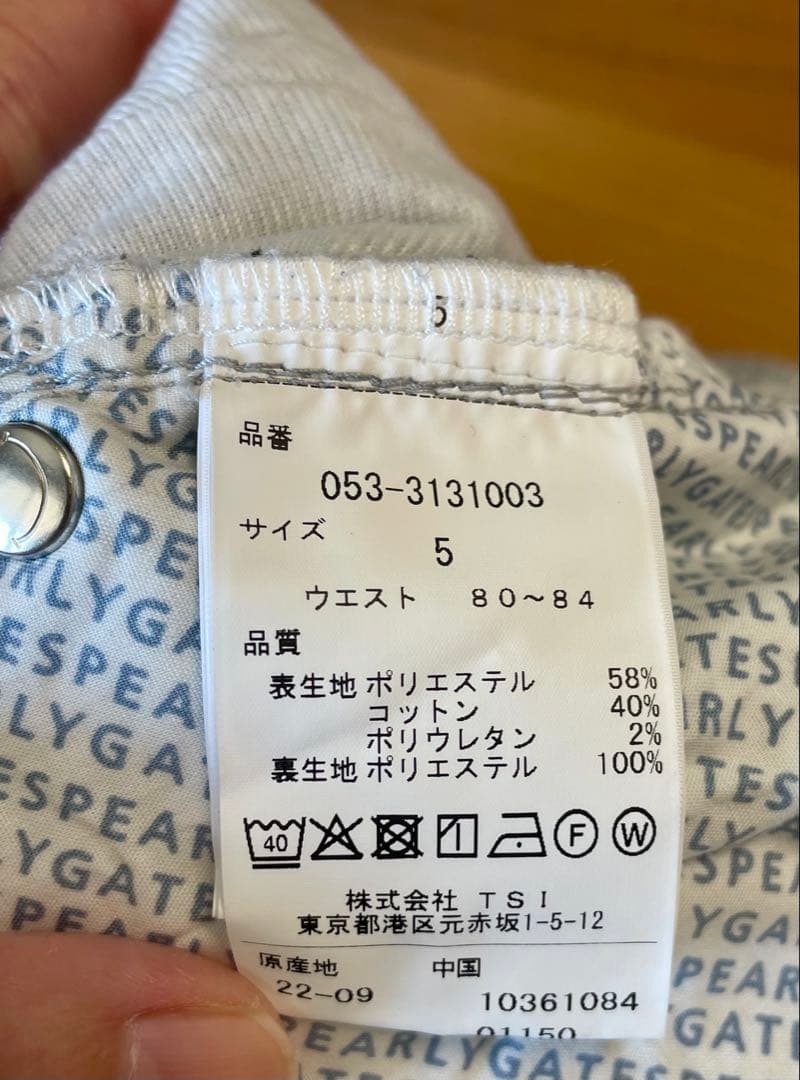 5
品番
053-3131003
サイズ
5
ウエスト 80~84
品質
表生地 ポリエステル 58%
コットン 40%
ポリウレタン 2%
裏生地 ポリエステル 100%
40 F W
株式会社 TSI
東京都港区元赤坂1-5-12
原産地 中国
22-09
10361084
01150
PEARLYGATES